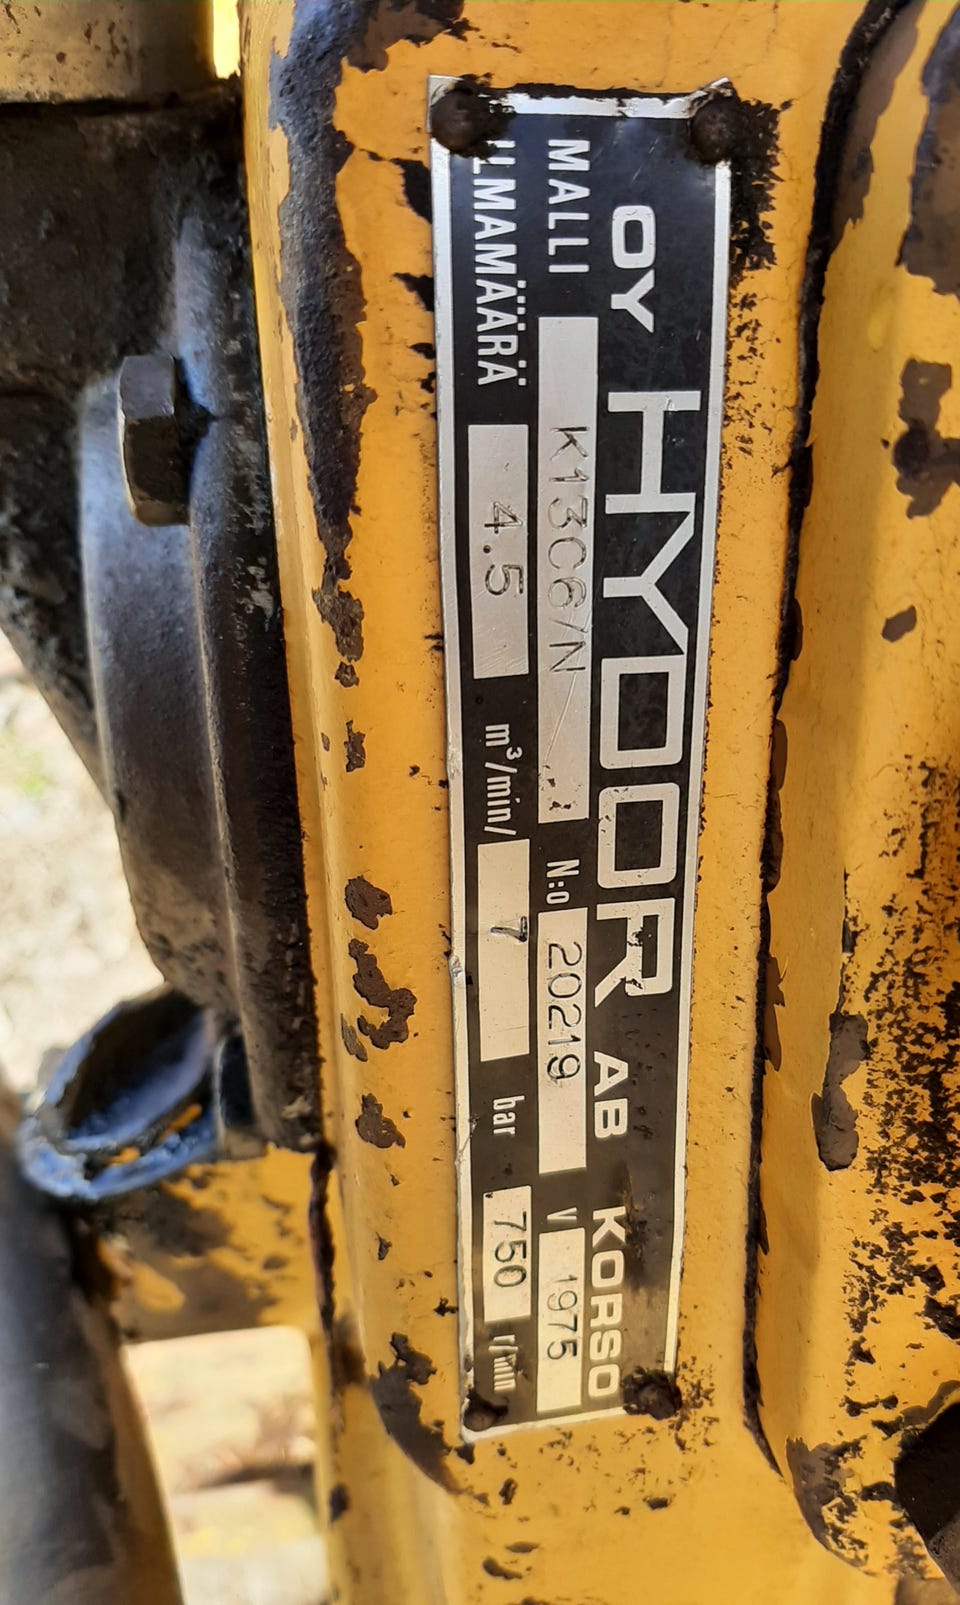 OY HYDOR AB KORSO
MALLI K13C6/N N:o 20219 V 1975
ILMAMÄÄRÄ 4.5 m³/min/ 7 bar 750 r/min